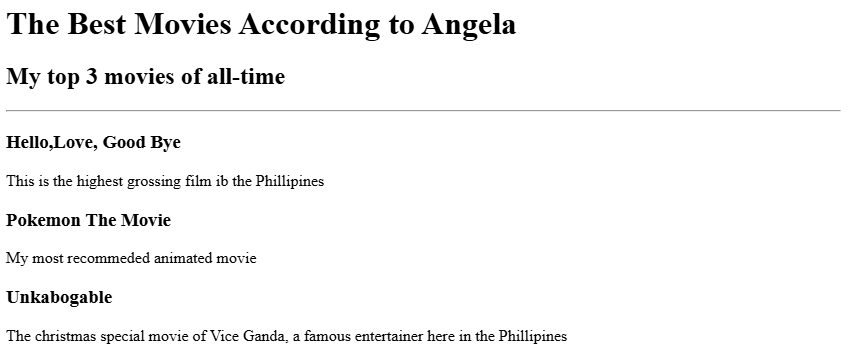 The Best Movies According to Angela
My top 3 movies of all-time
Hello,Love, Good Bye
This is the highest grossing film ib the Phillipines
Pokemon The Movie
My most recommeded animated movie
Unkabogable
The christmas special movie of Vice Ganda, a famous entertainer here in the Phillipines